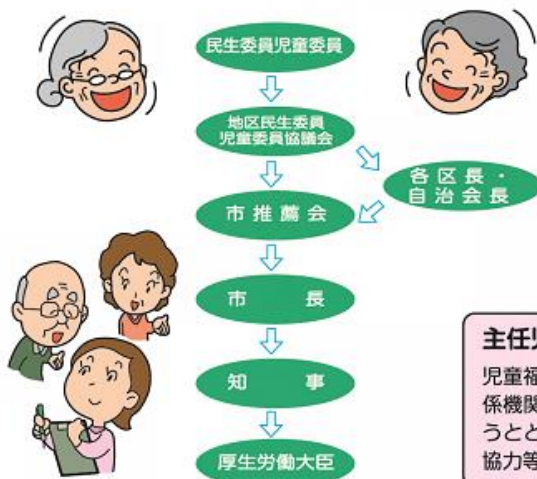 民生委員児童委員
地区民生委員
児童委員協議会
各区長・
自治会長
市推薦会
市長
知事
厚生労働大臣
主任児
児童福
係機関
うとと
協力等